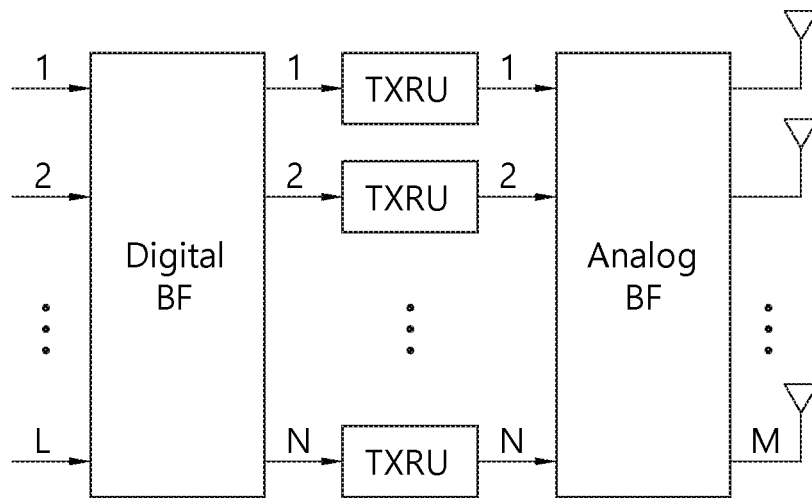 1 1 TXRU 1
2 2 TXRU 2
Digital
BF
Analog
BF
L N TXRU N M